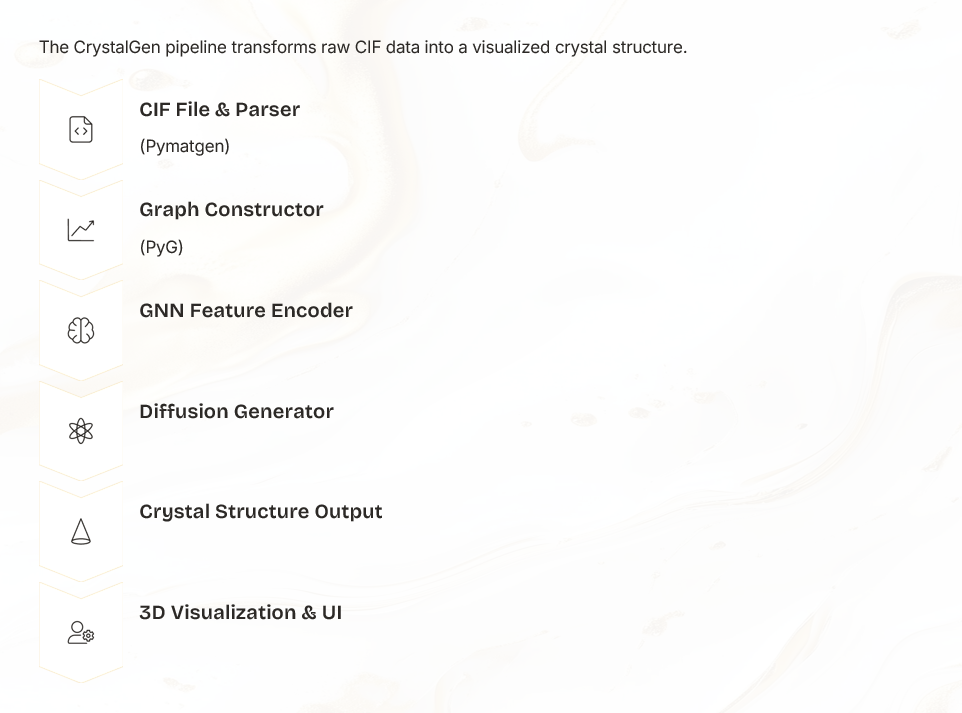 The CrystalGen pipeline transforms raw CIF data into a visualized crystal structure.
CIF File & Parser
(Pymatgen)
Graph Constructor
(PyG)
GNN Feature Encoder
Diffusion Generator
Crystal Structure Output
3D Visualization & UI